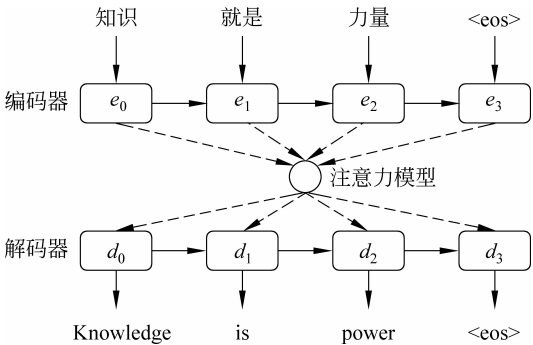 知识 就是 力量 <eos>
编码器 e0 e1 e2 e3
注意力模型
解码器 d0 d1 d2 d3
Knowledge is power <eos>